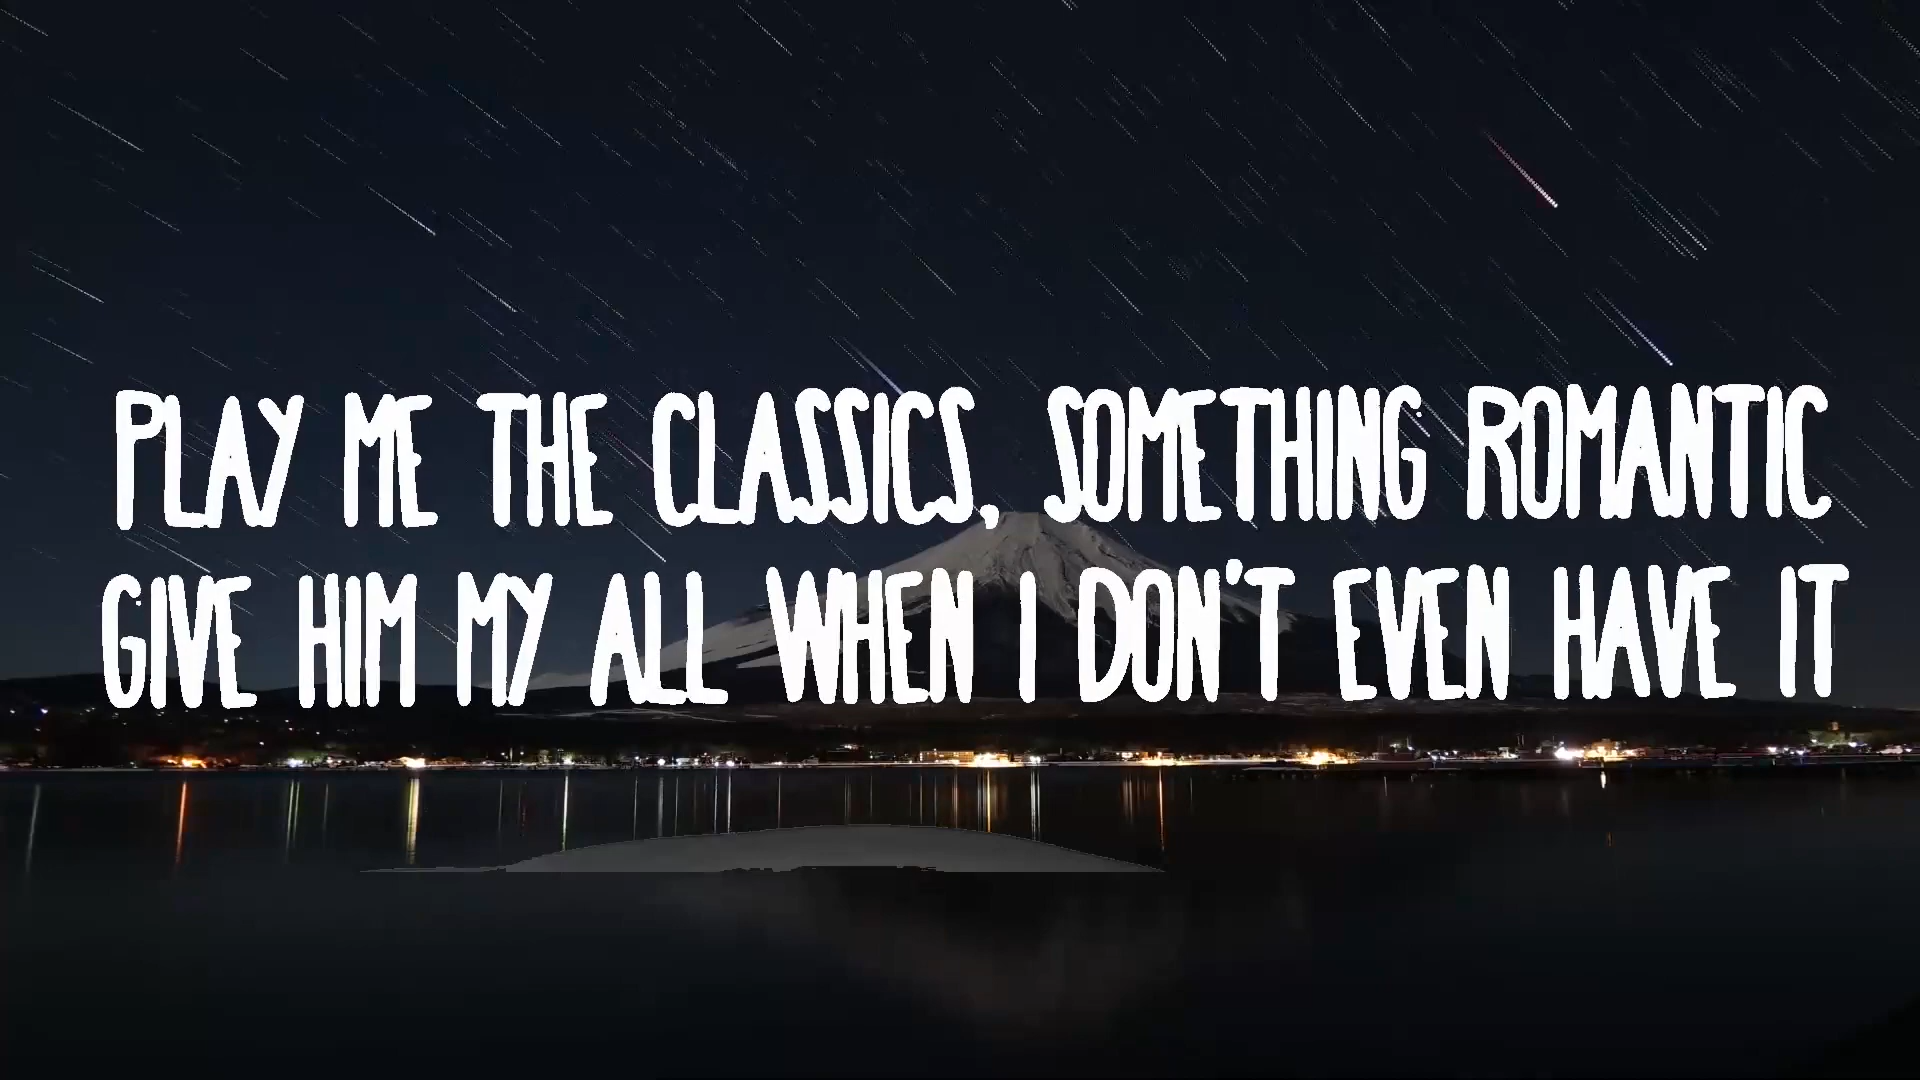 PLAY ME THE CLASSICS, SOMETHING ROMANTIC
GIVE HIM MY ALL WHEN I DON'T EVEN HAVE IT